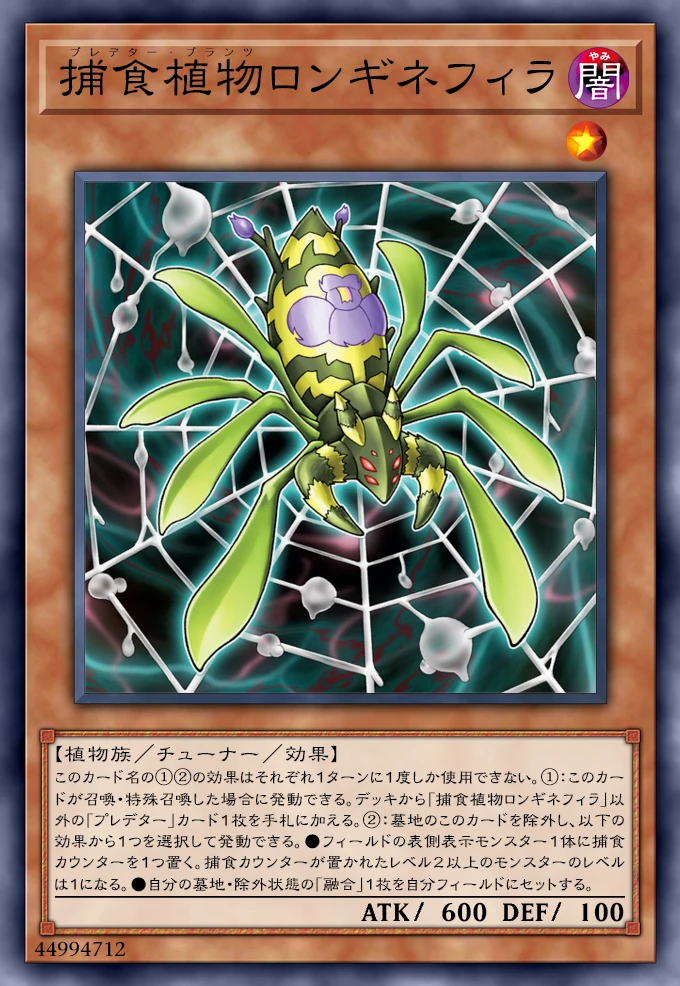 プレデター・プランツ
捕食植物ロンギネフィラ
やみ
闇
【植物族／チューナー／効果】
このカード名の①②の効果はそれぞれ1ターンに1度しか使用できない。①：このカー
ドが召喚・特殊召喚した場合に発動できる。デッキから「捕食植物ロンギネフィラ」以
外の「プレデター」カード1枚を手札に加える。②：墓地のこのカードを除外し、以下の
効果から1つを選択して発動できる。●フィールドの表側表示モンスター1体に捕食
カウンターを1つ置く。捕食カウンターが置かれたレベル2以上のモンスターのレベル
は1になる。●自分の墓地・除外状態の「融合」1枚を自分フィールドにセットする。
ATK/ 600 DEF/ 100
44994712